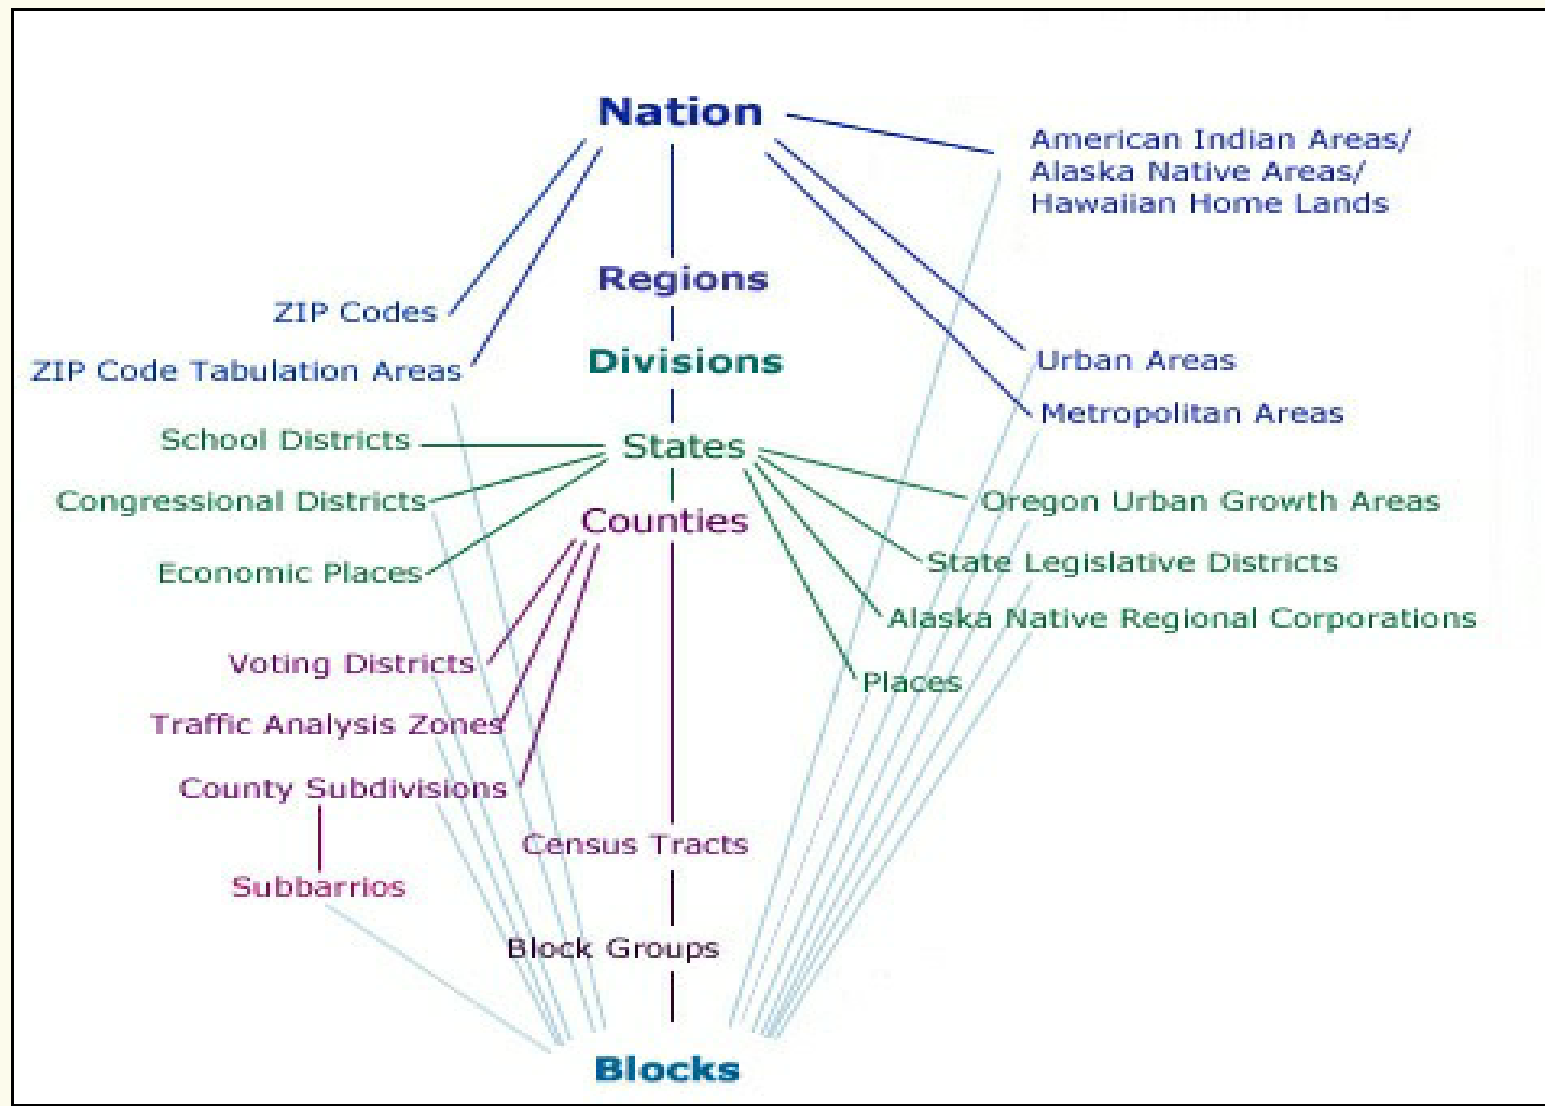 Nation
American Indian Areas/
Alaska Native Areas/
Hawaiian Home Lands
Regions
ZIP Codes
Divisions
Urban Areas
ZIP Code Tabulation Areas
Metropolitan Areas
School Districts
States
Congressional Districts
Oregon Urban Growth Areas
Counties
State Legislative Districts
Economic Places
Alaska Native Regional Corporations
Voting Districts
Places
Traffic Analysis Zones
County Subdivisions
Census Tracts
Subbarrios
Block Groups
Blocks